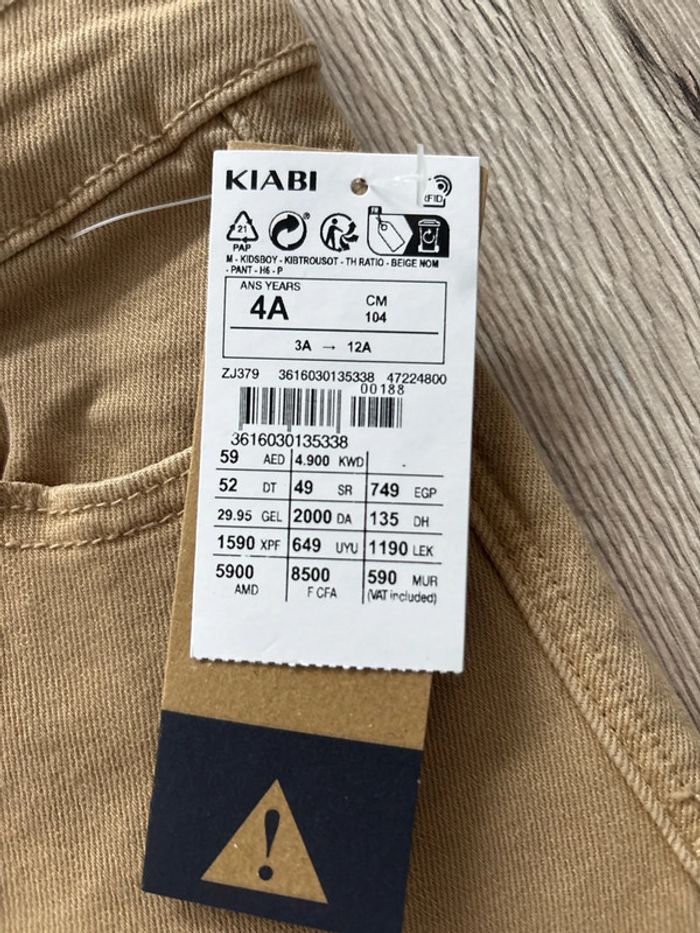 KIABI
RFID
21
PAP
FR
M - KIDSBOY - KIBTROUSOT - TH RATIO - BEIGE NOM
- PANT - H6 - P
ANS YEARS
4A
CM
104
3A → 12A
ZJ379 3616030135338 47224800
00188
3616030135338
59 AED 4.900 KWD .
52 DT 49 SR 749 EGP
29.95 GEL 2000 DA 135 DH
1590 XPF 649 UYU 1190 LEK
5900 AMD 8500 F CFA 590 MUR
(VAT included)
!